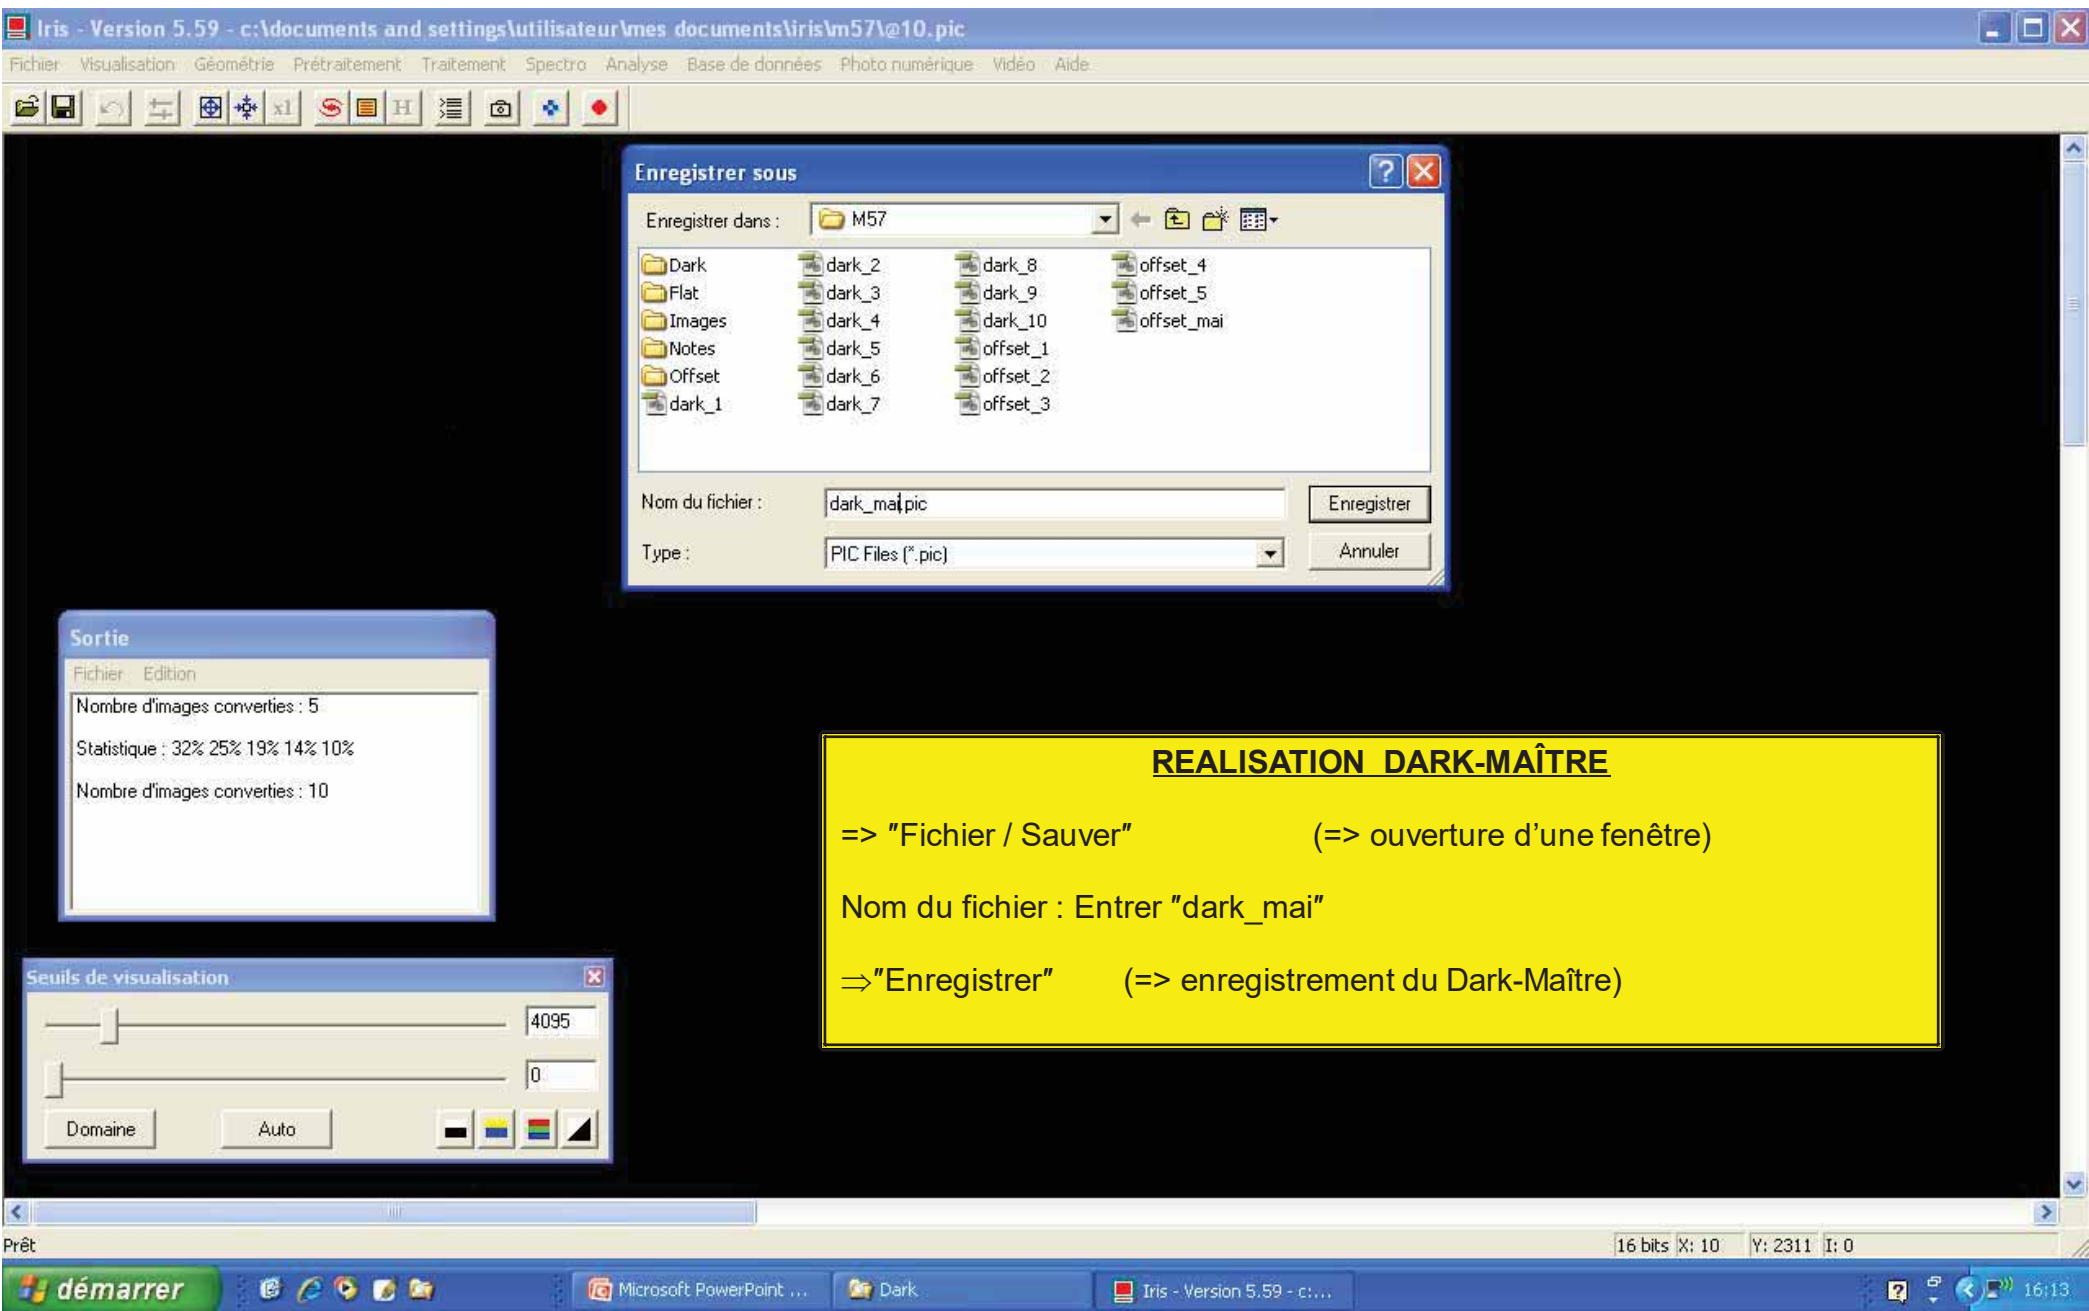 Iris - Version 5.59 - c:\documents and settings\utilisateur\mes documents\iris\m57\@10.pic
Fichier Visualisation Géométrie Prétraitement Traitement Spectro Analyse Base de données Photo numérique Vidéo Aide
x1 H
Enregistrer sous
Enregistrer dans : M57
Dark dark_2 dark_8 offset_4
Flat dark_3 dark_9 offset_5
Images dark_4 dark_10 offset_mai
Notes dark_5 offset_1
Offset dark_6 offset_2
dark_1 dark_7 offset_3
Nom du fichier : dark_mai.pic Enregistrer
Type : PIC Files (*.pic) Annuler
Sortie
Fichier Edition
Nombre d'images converties : 5
Statistique : 32% 25% 19% 14% 10%
Nombre d'images converties : 10
REALISATION DARK-MAÎTRE
=> "Fichier / Sauver" (=> ouverture d’une fenêtre)
Nom du fichier : Entrer "dark_mai"
⇒"Enregistrer" (=> enregistrement du Dark-Maître)
Seuils de visualisation
4095
0
Domaine Auto
Prêt 16 bits X: 10 Y: 2311 I: 0
démarrer Microsoft PowerPoint ... Dark Iris - Version 5.59 - c:... 16:13